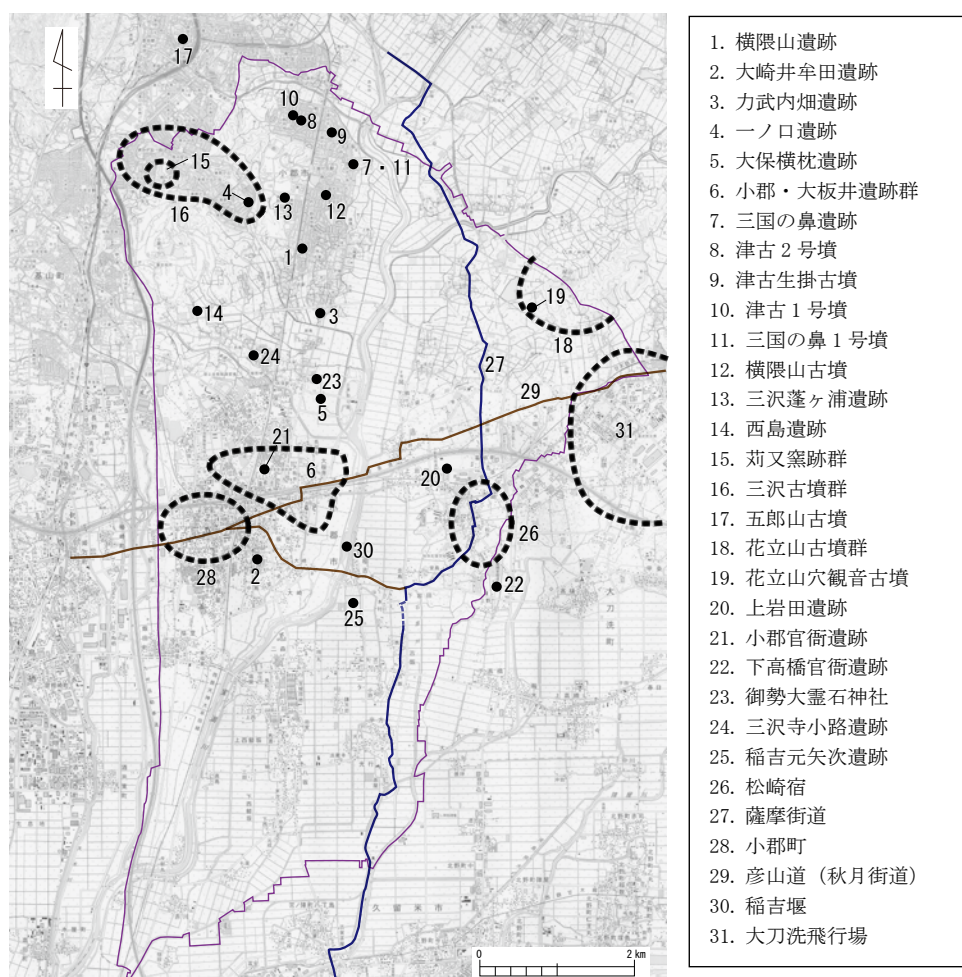 17
10
8
9
7・11
15
4
16
13
12
1
19
14
3
18
24
27
23
29
5
31
21
6
20
26
30
28
2
22
25
久留米市
0
2 km
1. 横隈山遺跡
2. 大崎井牟田遺跡
3. 力武内畑遺跡
4. 一ノ口遺跡
5. 大保横枕遺跡
6. 小郡・大板井遺跡群
7. 三国の鼻遺跡
8. 津古２号墳
9. 津古生掛古墳
10. 津古１号墳
11. 三国の鼻１号墳
12. 横隈山古墳
13. 三沢蓬ヶ浦遺跡
14. 西島遺跡
15. 苅又窯跡群
16. 三沢古墳群
17. 五郎山古墳
18. 花立山古墳群
19. 花立山穴観音古墳
20. 上岩田遺跡
21. 小郡官衙遺跡
22. 下高橋官衙遺跡
23. 御勢大霊石神社
24. 三沢寺小路遺跡
25. 稲吉元矢次遺跡
26. 松崎宿
27. 薩摩街道
28. 小郡町
29. 彦山道（秋月街道）
30. 稲吉堰
31. 大刀洗飛行場